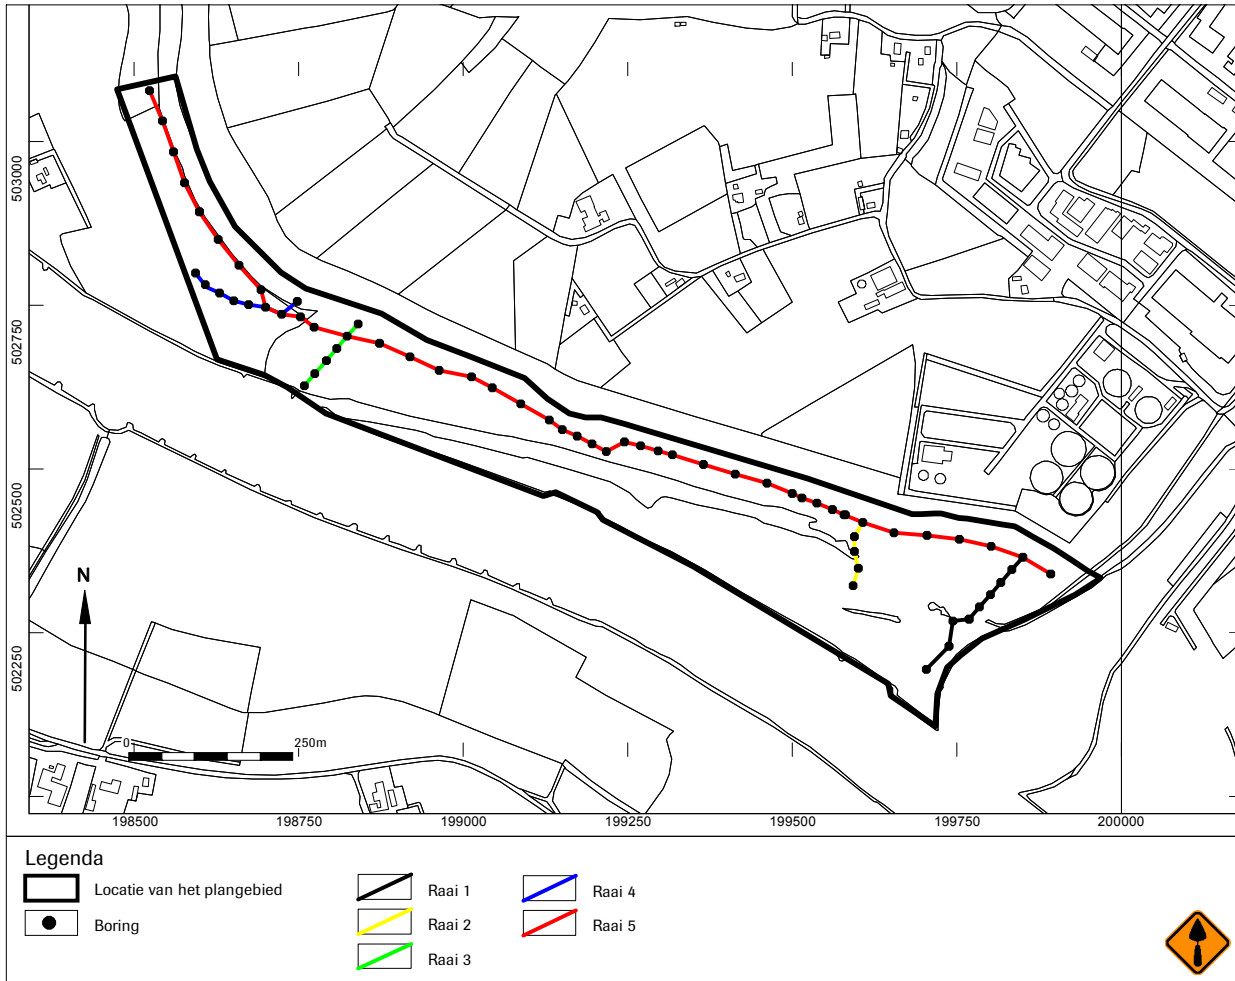 503000
502750
502500
502250
N
0 250m
198500 198750 199000 199250 199500 199750 200000
Legenda
Locatie van het plangebied
Boring
Raai 1
Raai 2
Raai 3
Raai 4
Raai 5